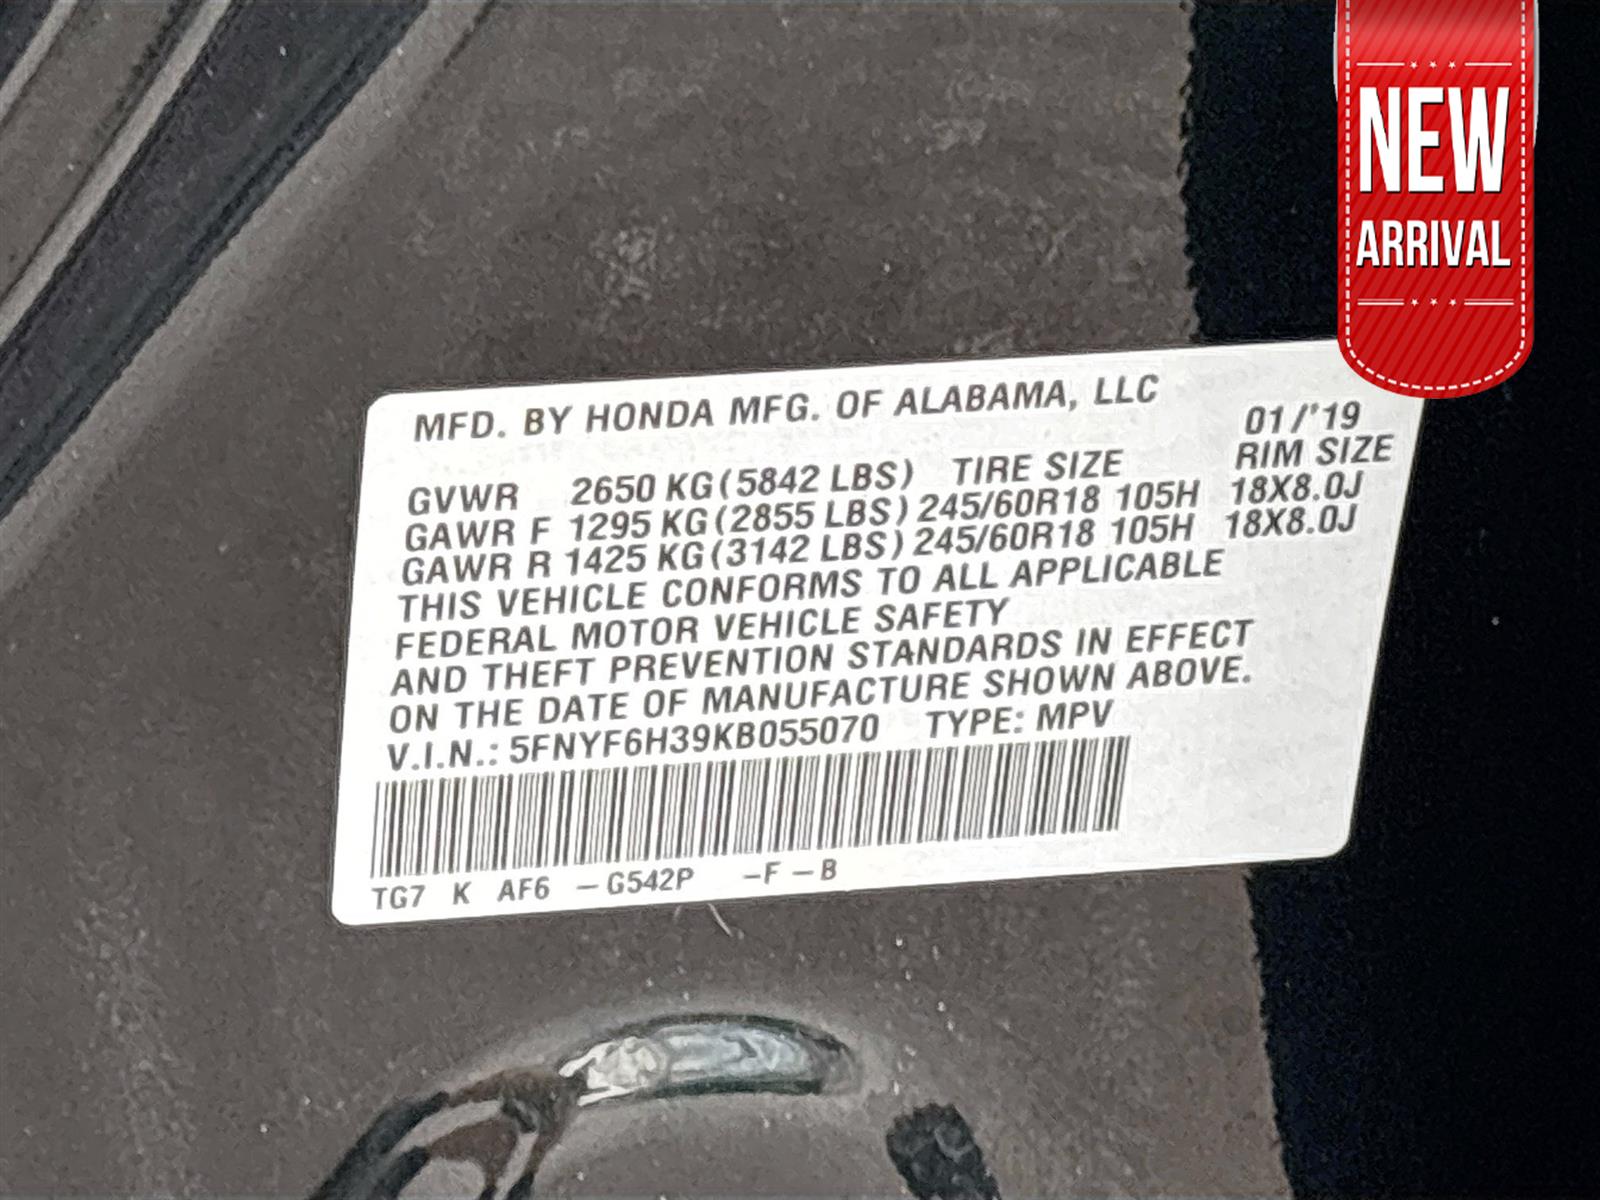 NEW
ARRIVAL
MFD. BY HONDA MFG. OF ALABAMA, LLC
01/'19
GVWR 2650 KG(5842 LBS) TIRE SIZE RIM SIZE
GAWR F 1295 KG(2855 LBS) 245/60R18 105H 18X8.0J
GAWR R 1425 KG(3142 LBS) 245/60R18 105H 18X8.0J
THIS VEHICLE CONFORMS TO ALL APPLICABLE
FEDERAL MOTOR VEHICLE SAFETY
AND THEFT PREVENTION STANDARDS IN EFFECT
ON THE DATE OF MANUFACTURE SHOWN ABOVE.
V.I.N.: 5FNYF6H39KB055070 TYPE: MPV
TG7 K AF6 -G542P -F-B